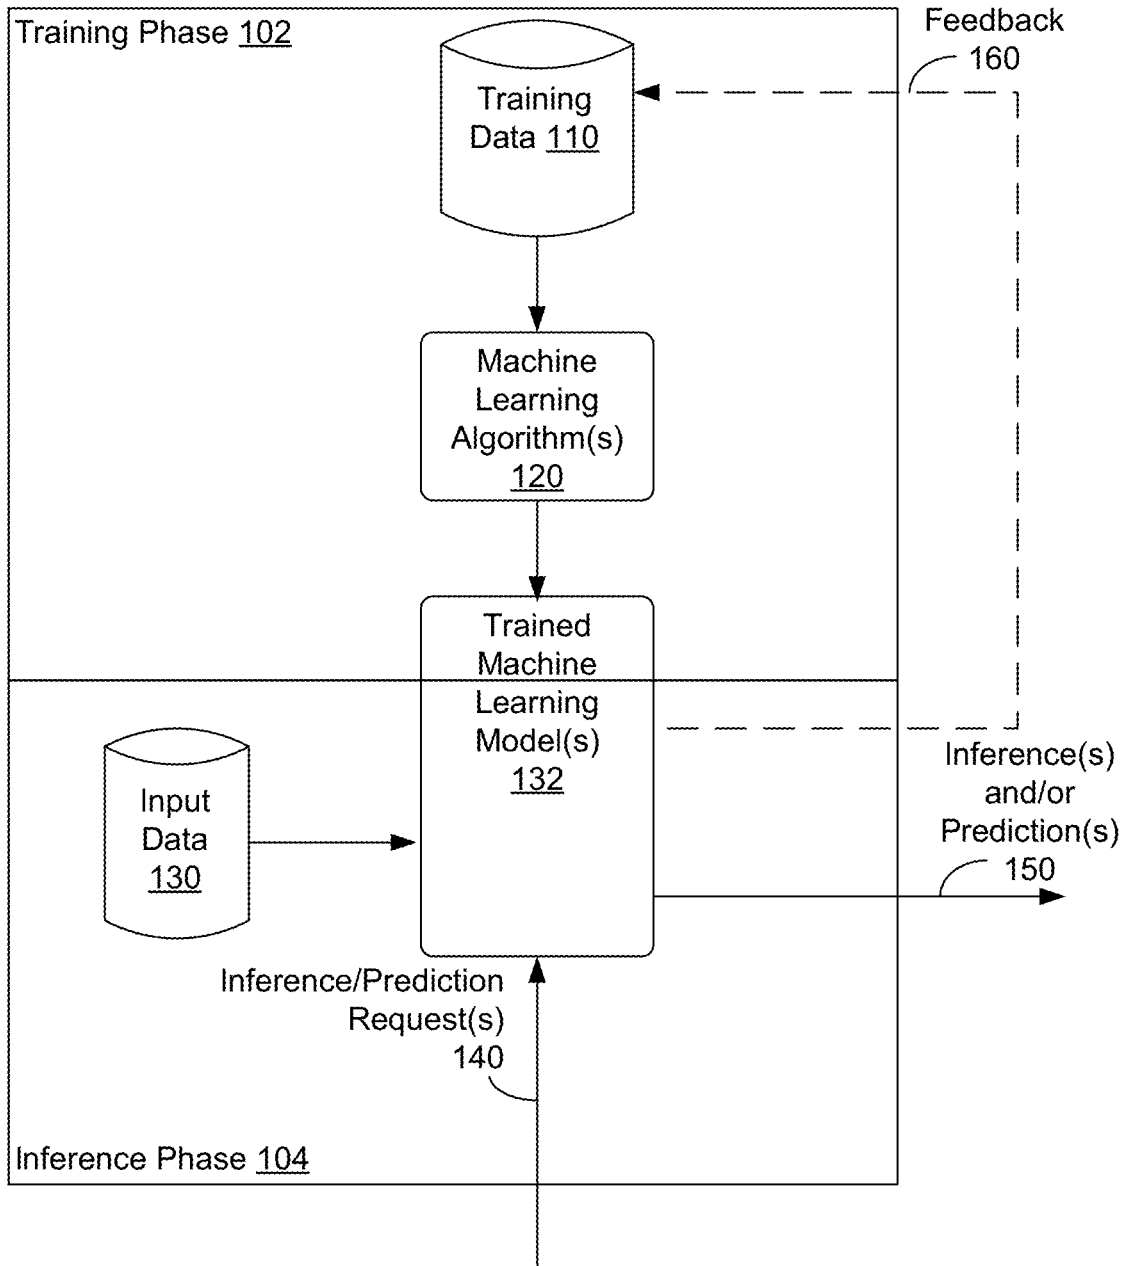 Training Phase 102
Feedback
160
Training
Data 110
Machine
Learning
Algorithm(s)
120
Trained
Machine
Learning
Model(s)
132
Input
Data
130
Inference(s)
and/or
Prediction(s)
150
Inference/Prediction
Request(s)
140
Inference Phase 104